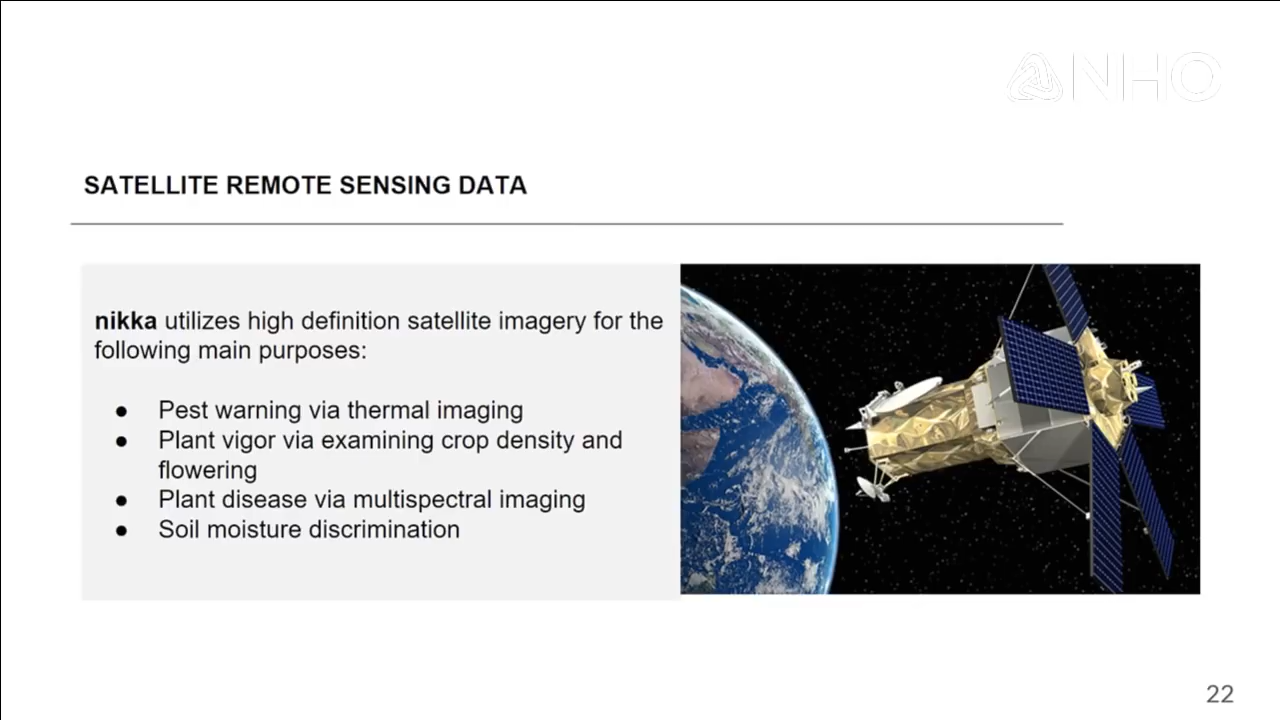 NHO
SATELLITE REMOTE SENSING DATA
nikka utilizes high definition satellite imagery for the
following main purposes:
● Pest warning via thermal imaging
● Plant vigor via examining crop density and
flowering
● Plant disease via multispectral imaging
● Soil moisture discrimination
22